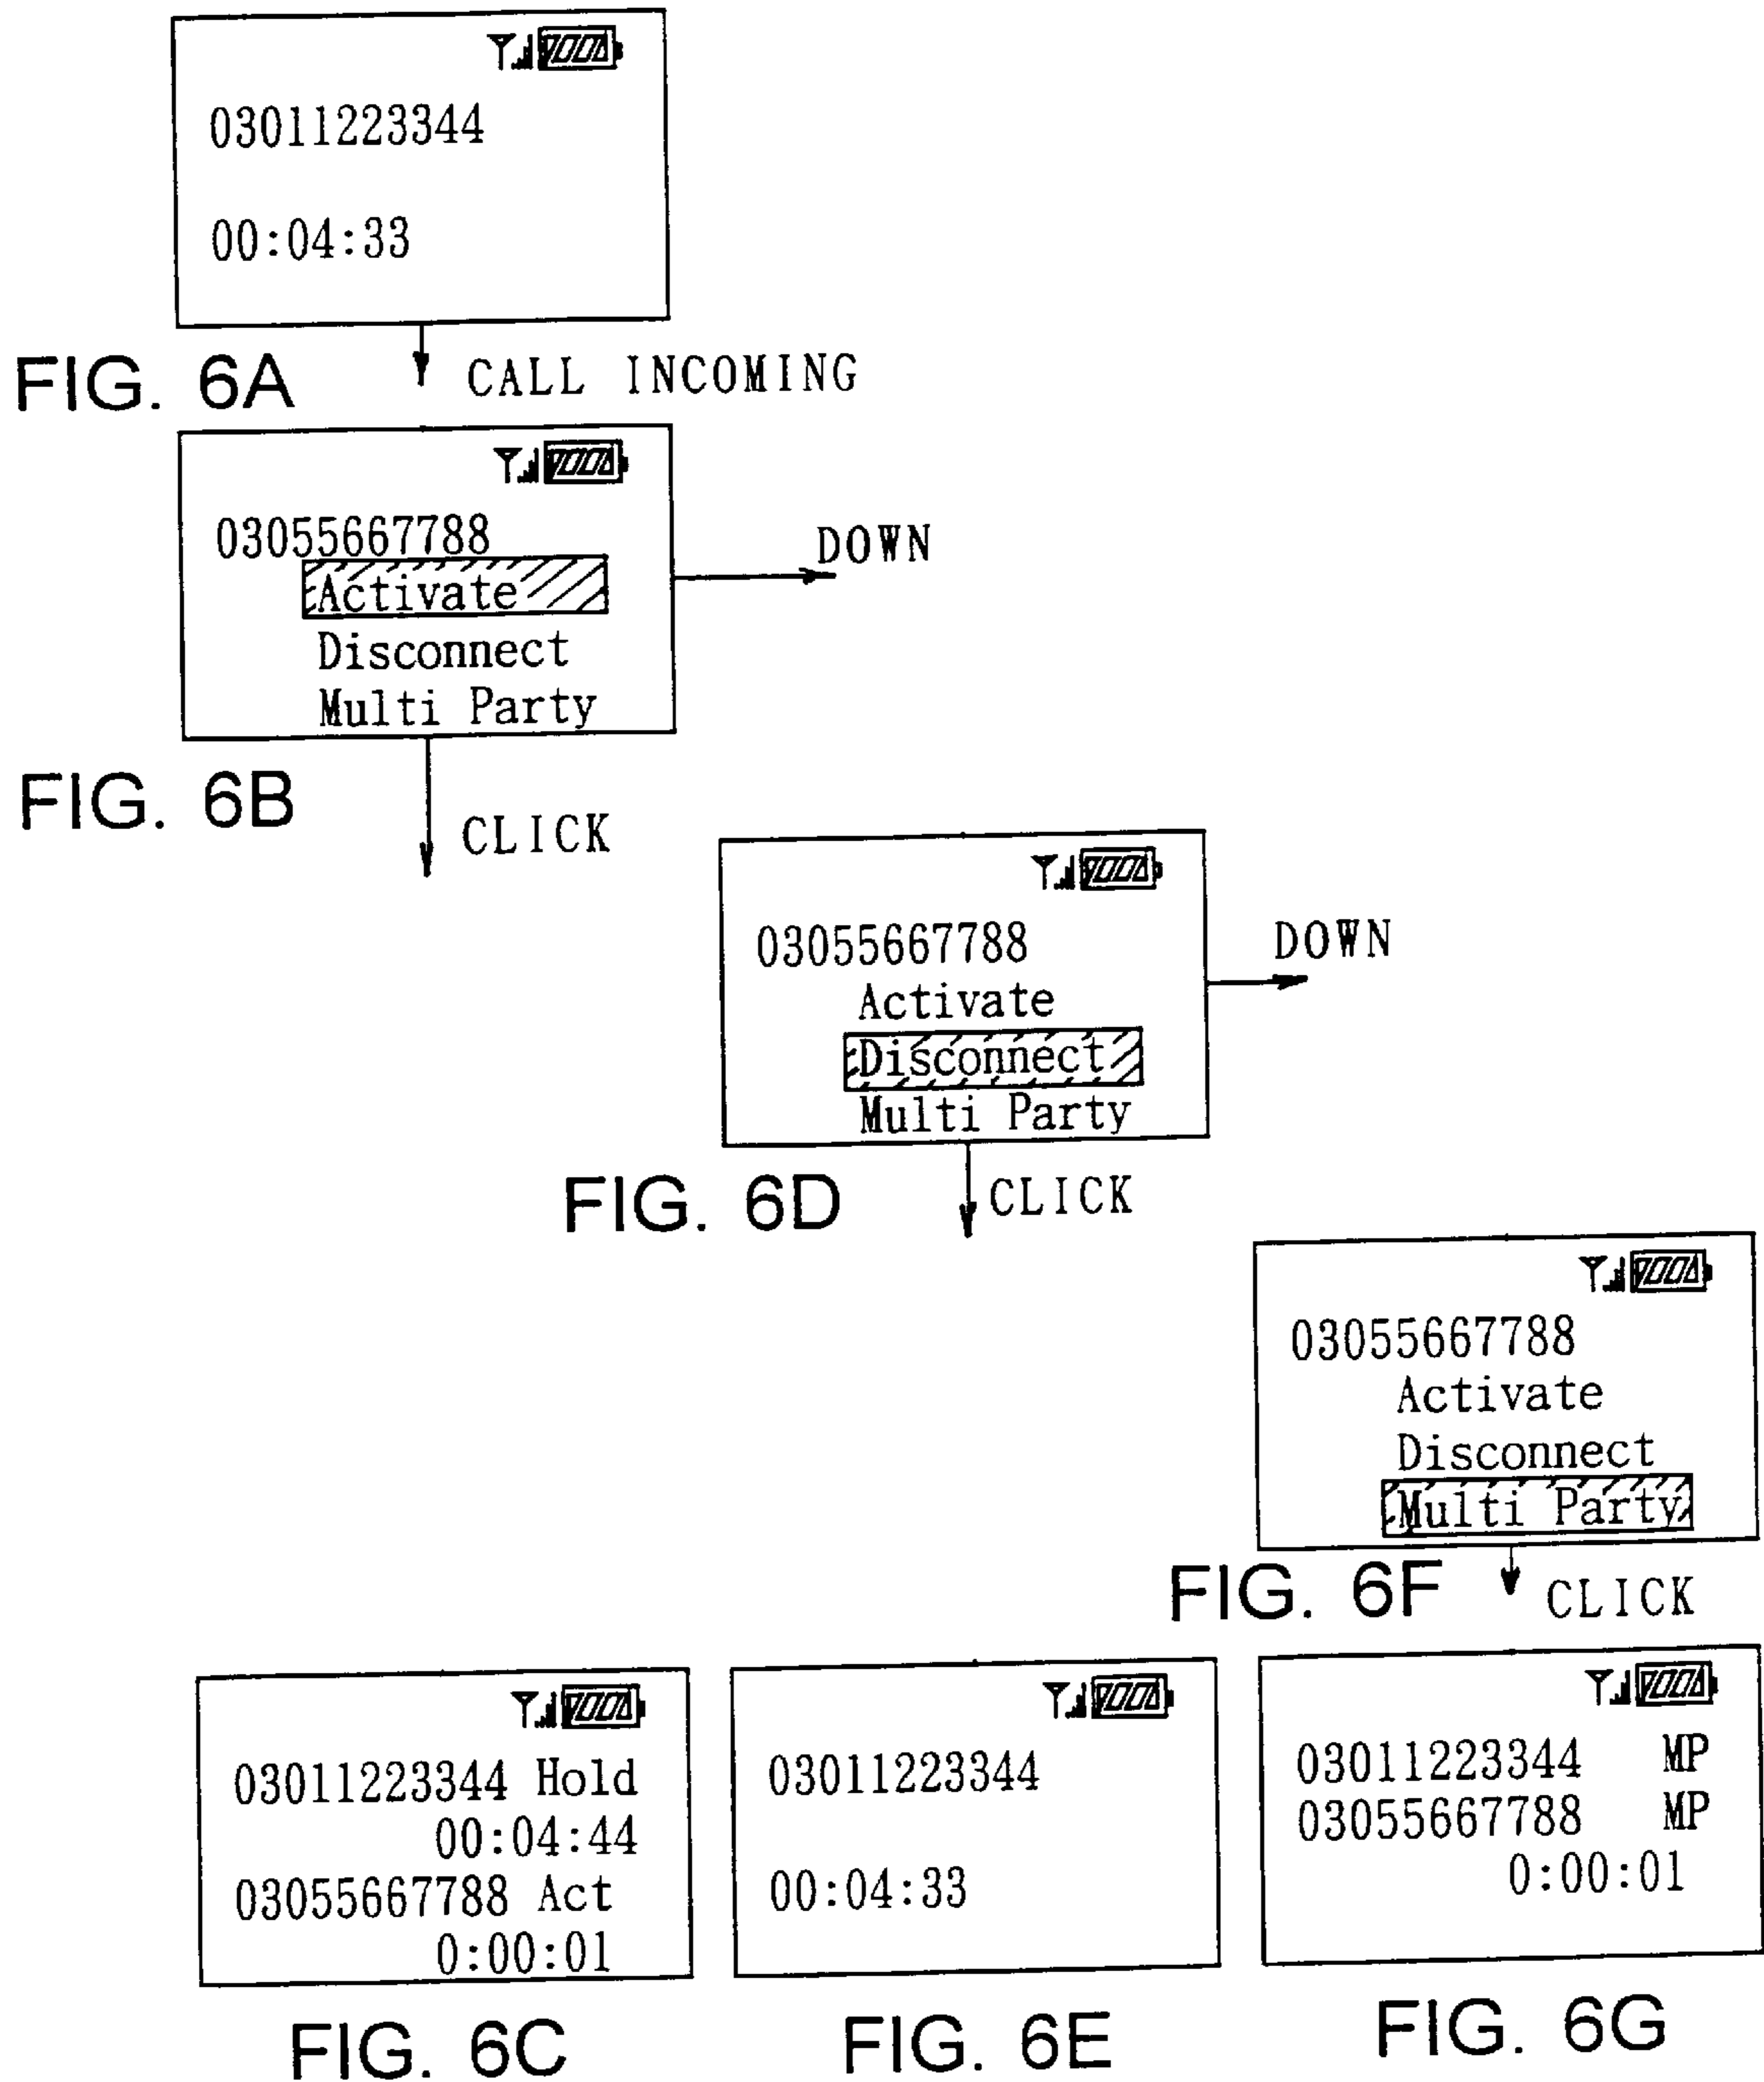 03011223344
00:04:33
FIG. 6A
CALL INCOMING
03055667788
Activate
Disconnect
Multi Party
DOWN
FIG. 6B
CLICK
03055667788
Activate
Disconnect
Multi Party
DOWN
FIG. 6D
CLICK
03055667788
Activate
Disconnect
Multi Party
FIG. 6F
CLICK
03011223344 Hold
00:04:44
03055667788 Act
0:00:01
FIG. 6C
03011223344
00:04:33
FIG. 6E
03011223344 MP
03055667788 MP
0:00:01
FIG. 6G